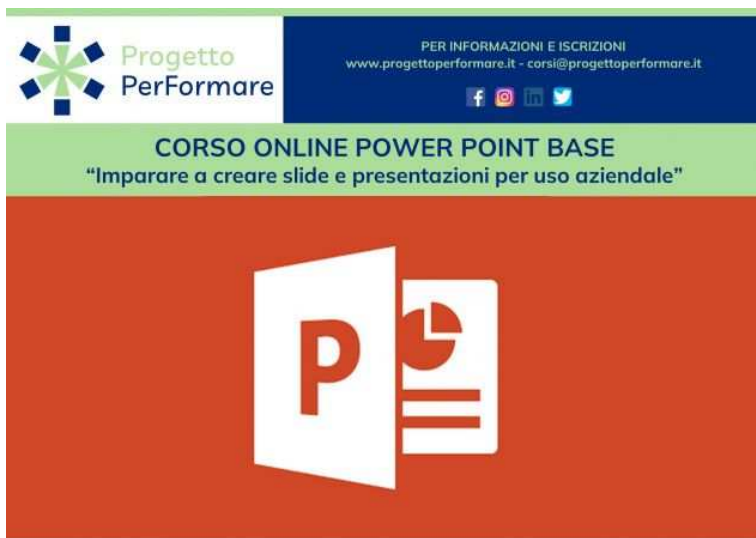 Progetto
PerFormare
PER INFORMAZIONI E ISCRIZIONI
www.progettoperformare.it - corsi@progettoperformare.it
f in
CORSO ONLINE POWER POINT BASE
“Imparare a creare slide e presentazioni per uso aziendale”
P